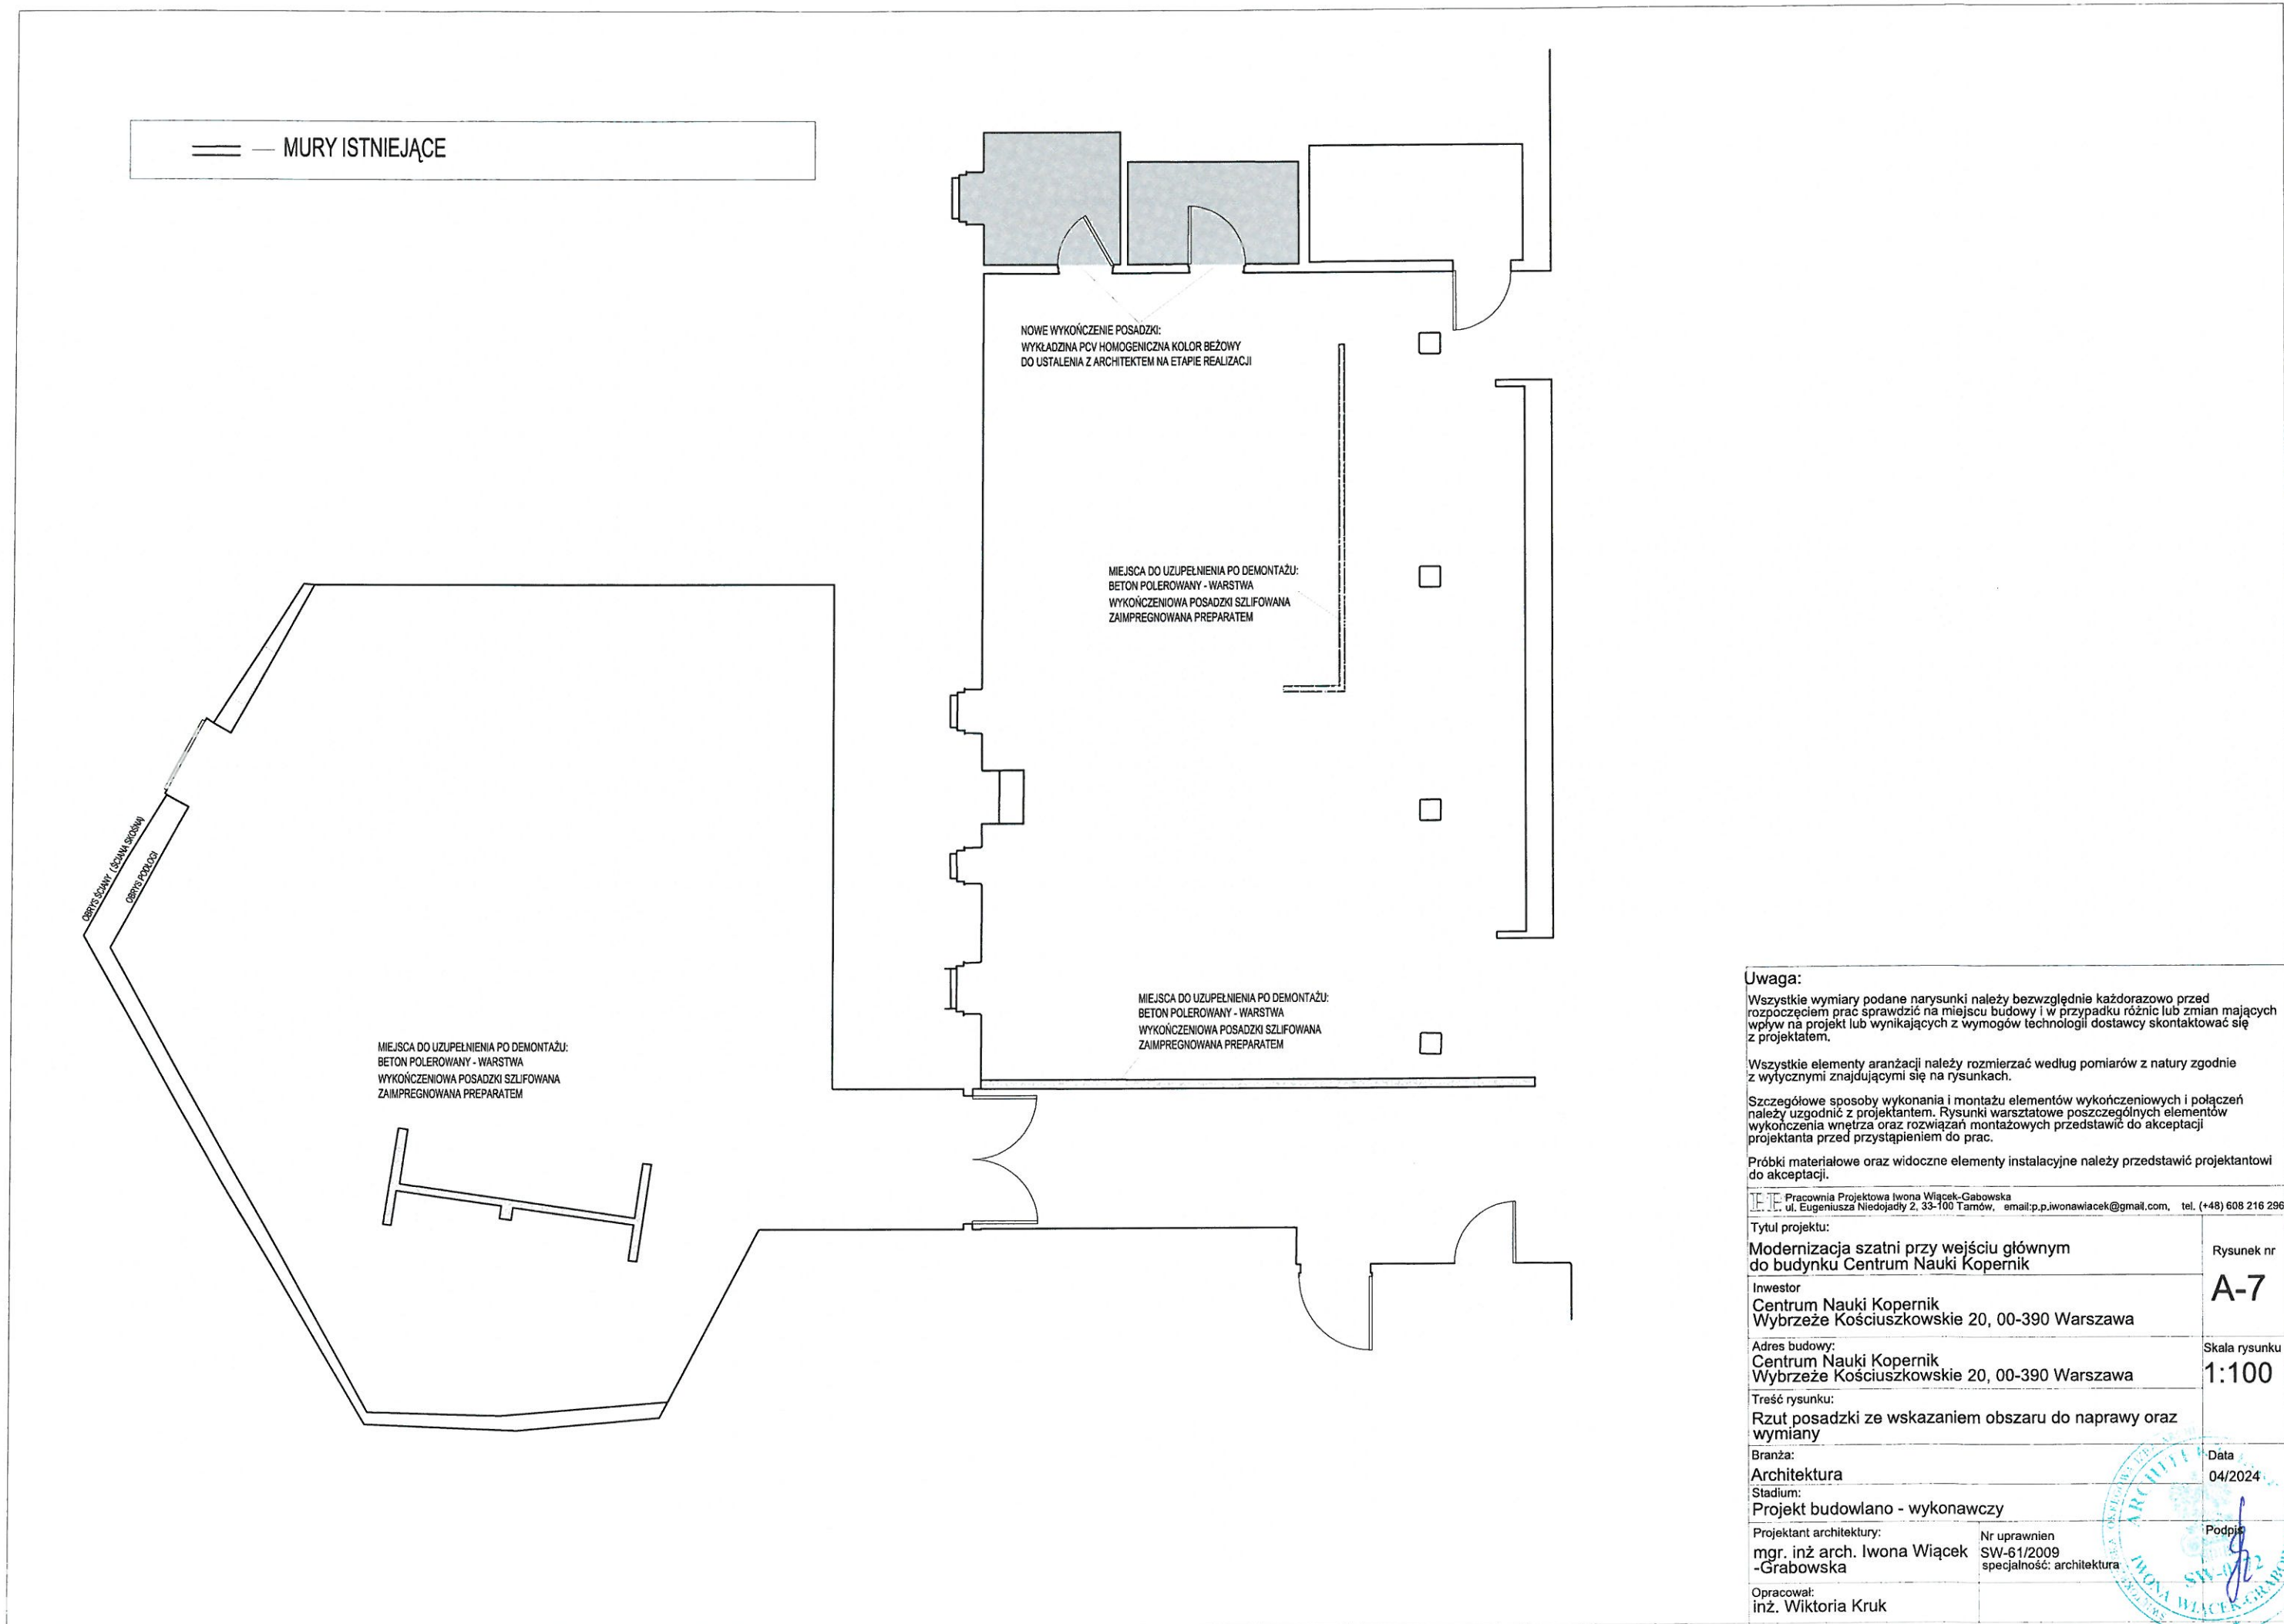 MURY ISTNIEJĄCE
NOWE WYKOŃCZENIE POSADZKI:
WYKŁADZINA PCV HOMOGENICZNA KOLOR BEŻOWY
DO USTALENIA Z ARCHITEKTEM NA ETAPIE REALIZACJI
MIEJSCA DO UZUPEŁNIENIA PO DEMONTAŻU:
BETON POLEROWANY - WARSTWA
WYKOŃCZENIOWA POSADZKI SZLIFOWANA
ZAIMPREGNOWANA PREPARATEM
OBRYS ŚCIANY ( ŚCIANA SKOŚNA)
OBRYS PODŁOGI
MIEJSCA DO UZUPEŁNIENIA PO DEMONTAŻU:
BETON POLEROWANY - WARSTWA
WYKOŃCZENIOWA POSADZKI SZLIFOWANA
ZAIMPREGNOWANA PREPARATEM
MIEJSCA DO UZUPEŁNIENIA PO DEMONTAŻU:
BETON POLEROWANY - WARSTWA
WYKOŃCZENIOWA POSADZKI SZLIFOWANA
ZAIMPREGNOWANA PREPARATEM
Uwaga:
Wszystkie wymiary podane narysunki należy bezwzględnie każdorazowo przed
rozpoczęciem prac sprawdzić na miejscu budowy i w przypadku różnic lub zmian mających
wpływ na projekt lub wynikających z wymogów technologii dostawcy skontaktować się
z projektatem.
Wszystkie elementy aranżacji należy rozmierzać według pomiarów z natury zgodnie
z wytycznymi znajdującymi się na rysunkach.
Szczegółowe sposoby wykonania i montażu elementów wykończeniowych i połączeń
należy uzgodnić z projektantem. Rysunki warsztatowe poszczególnych elementów
wykończenia wnętrza oraz rozwiązań montażowych przedstawić do akceptacji
projektanta przed przystąpieniem do prac.
Próbki materiałowe oraz widoczne elementy instalacyjne należy przedstawić projektantowi
do akceptacji.
Pracownia Projektowa Iwona Wiącek-Gabowska
ul. Eugeniusza Niedojadły 2, 33-100 Tarnów, email:p.p.iwonawiacek@gmail.com, tel. (+48) 608 216 296
Tytuł projektu:
Modernizacja szatni przy wejściu głównym
do budynku Centrum Nauki Kopernik
Rysunek nr
A-7
Inwestor
Centrum Nauki Kopernik
Wybrzeże Kościuszkowskie 20, 00-390 Warszawa
Adres budowy:
Centrum Nauki Kopernik
Wybrzeże Kościuszkowskie 20, 00-390 Warszawa
Skala rysunku
1:100
Treść rysunku:
Rzut posadzki ze wskazaniem obszaru do naprawy oraz
wymiany
Branża:
Architektura
Data
04/2024
Stadium:
Projekt budowlano - wykonawczy
Projektant architektury:
mgr. inż arch. Iwona Wiącek
-Grabowska
Nr uprawnien
SW-61/2009
specjalność: architektura
Podpis
Opracował:
inż. Wiktoria Kruk
IWONA WIĄCEK-GRABOW